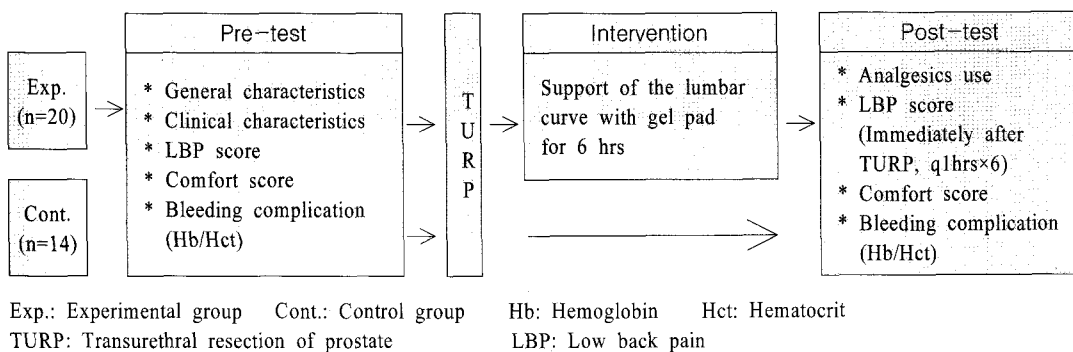 Exp.
(n=20)
Cont.
(n=14)
Pre-test
* General characteristics
* Clinical characteristics
* LBP score
* Comfort score
* Bleeding complication
(Hb/Hct)
T
U
R
P
Intervention
Support of the lumbar
curve with gel pad
for 6 hrs
Post-test
* Analgesics use
* LBP score
(Immediately after
TURP, q1hrs×6)
* Comfort score
* Bleeding complication
(Hb/Hct)
Exp.: Experimental group Cont.: Control group Hb: Hemoglobin Hct: Hematocrit
TURP: Transurethral resection of prostate LBP: Low back pain